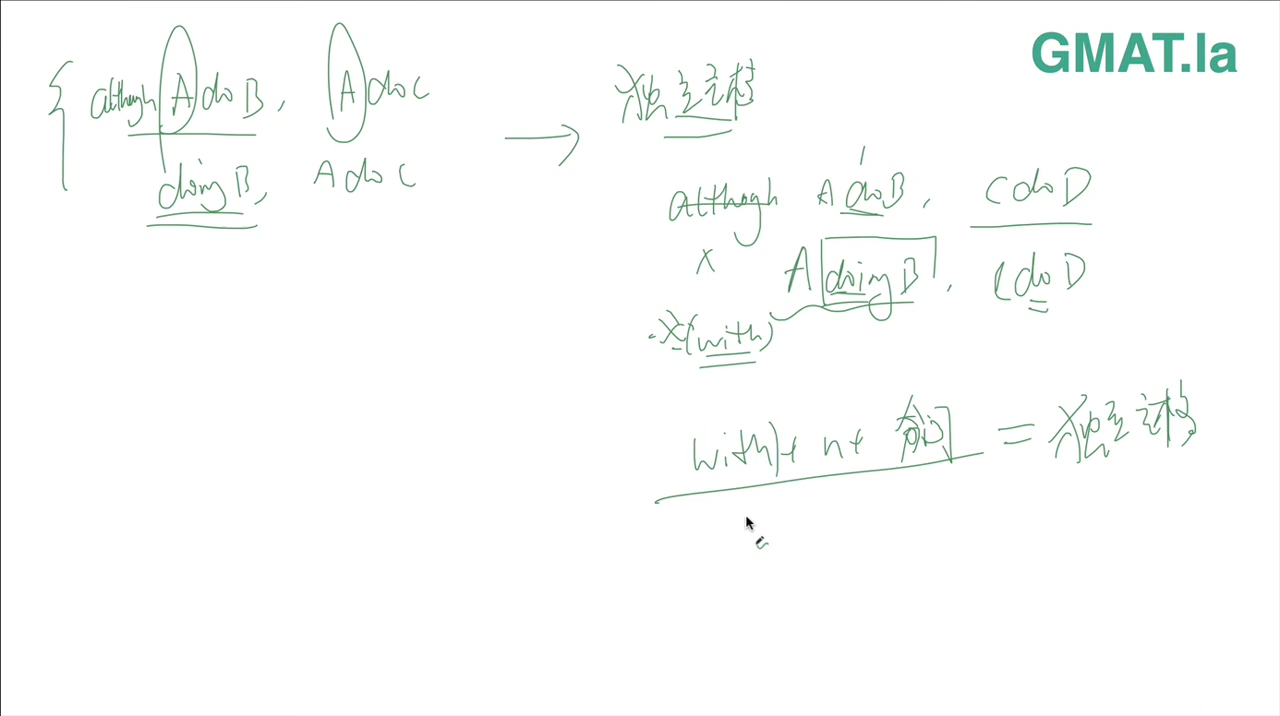 GMAT.la
although A do B, A do C
doing B, A do C
独立主格
although A do B, C do D
x A doing B, C do D
x (with)
with + n + 分词 = 独立主格